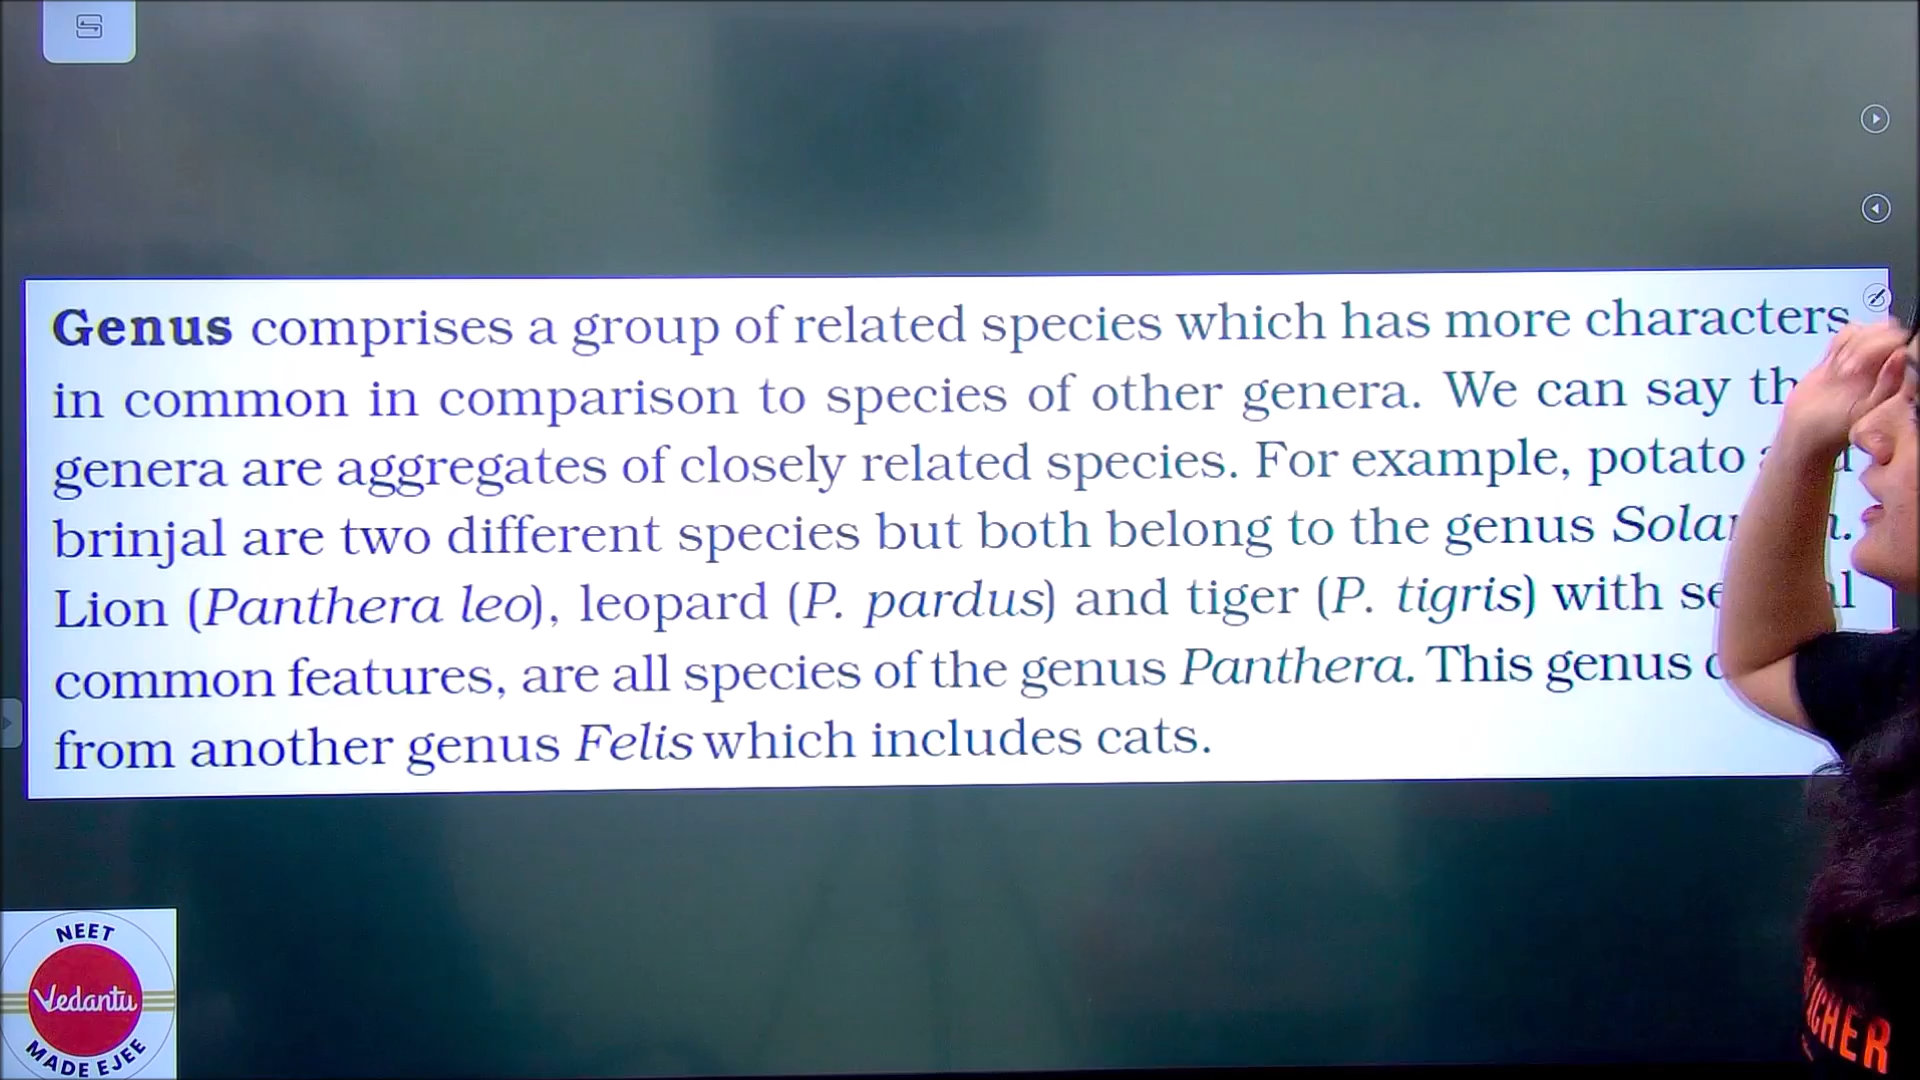 Genus comprises a group of related species which has more characters
in common in comparison to species of other genera. We can say
genera are aggregates of closely related species. For example, potato
brinjal are two different species but both belong to the genus
Lion (Panthera leo), leopard (P. pardus) and tiger (P. tigris) with
common features, are all species of the genus Panthera. This genus
from another genus Felis which includes cats.
NEET
Vedantu
MADE EJEE